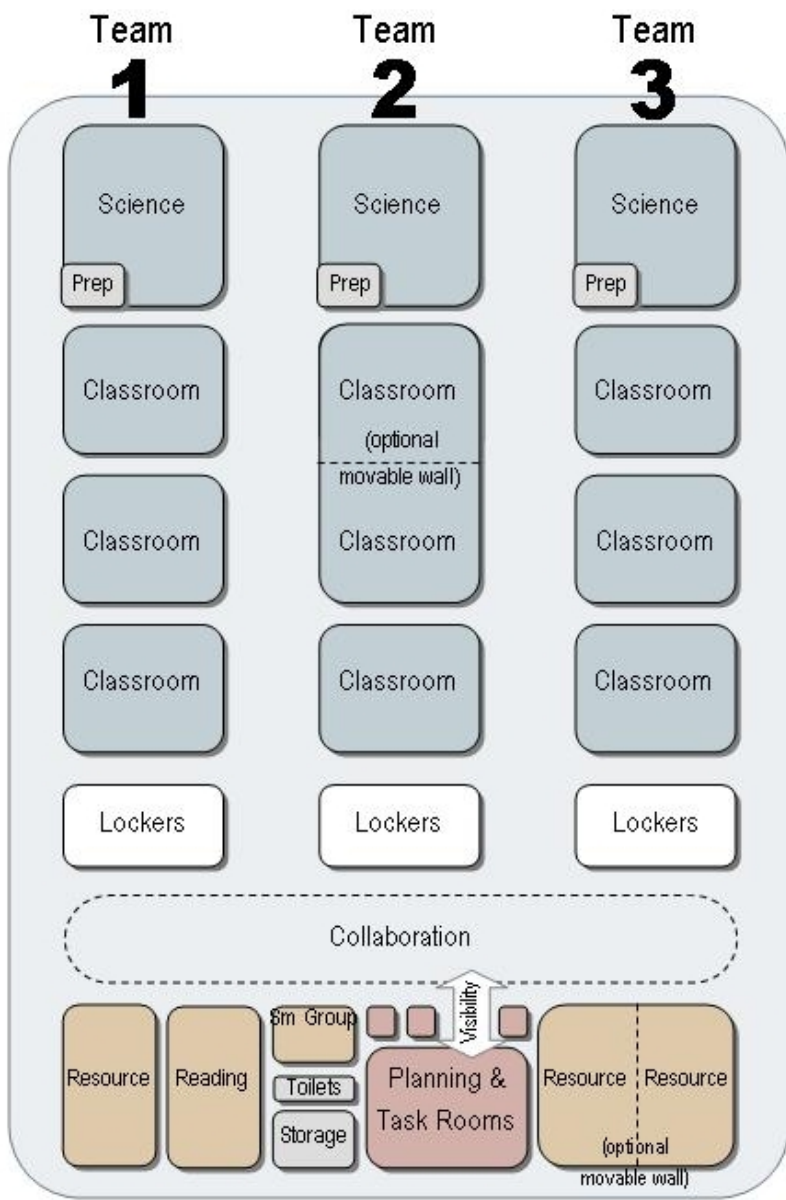 Team Team Team
1 2 3
Science Science Science
Prep Prep Prep
Classroom Classroom Classroom
(optional
movable wall)
Classroom Classroom Classroom
Classroom Classroom Classroom
Lockers Lockers Lockers
Collaboration
Visibility
Sm Group
Resource Reading
Toilets
Storage
Planning &
Task Rooms
Resource Resource
(optional
movable wall)